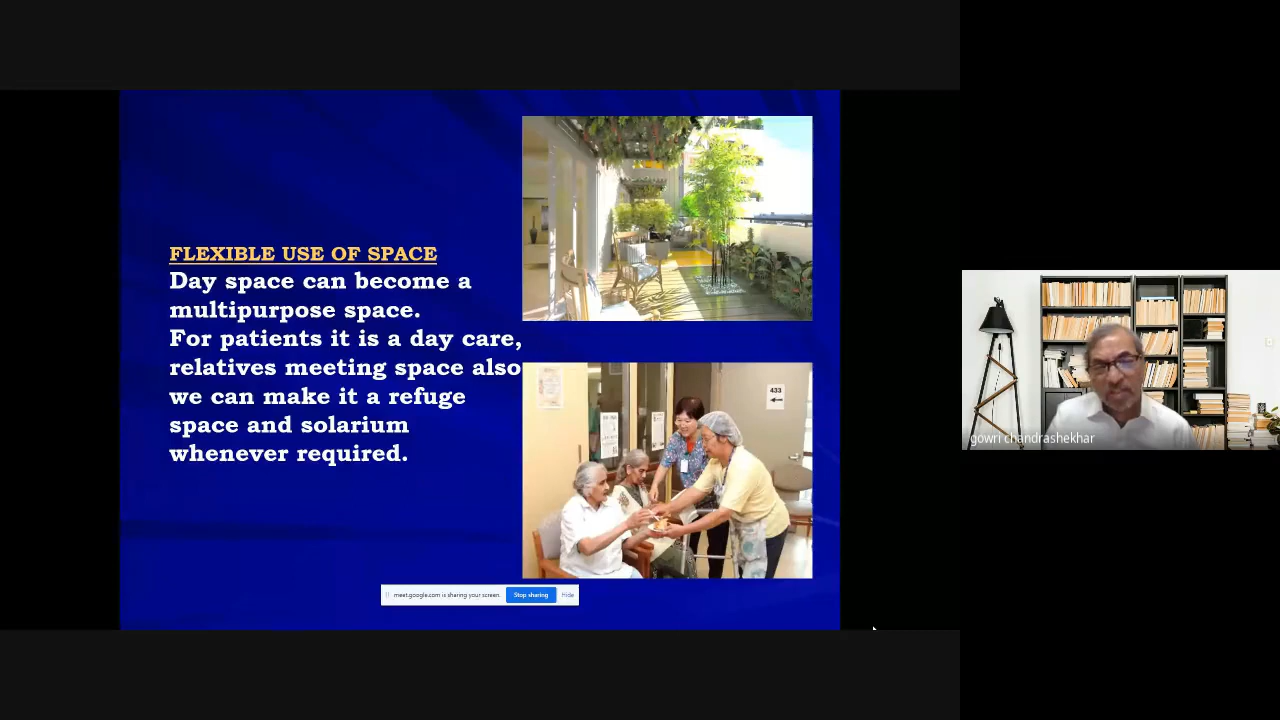 FLEXIBLE USE OF SPACE
Day space can become a
multipurpose space.
For patients it is a day care,
relatives meeting space also
we can make it a refuge
space and solarium
whenever required.
433
meet.google.com is sharing your screen.
Stop sharing
Hide
gowri chandrashekhar